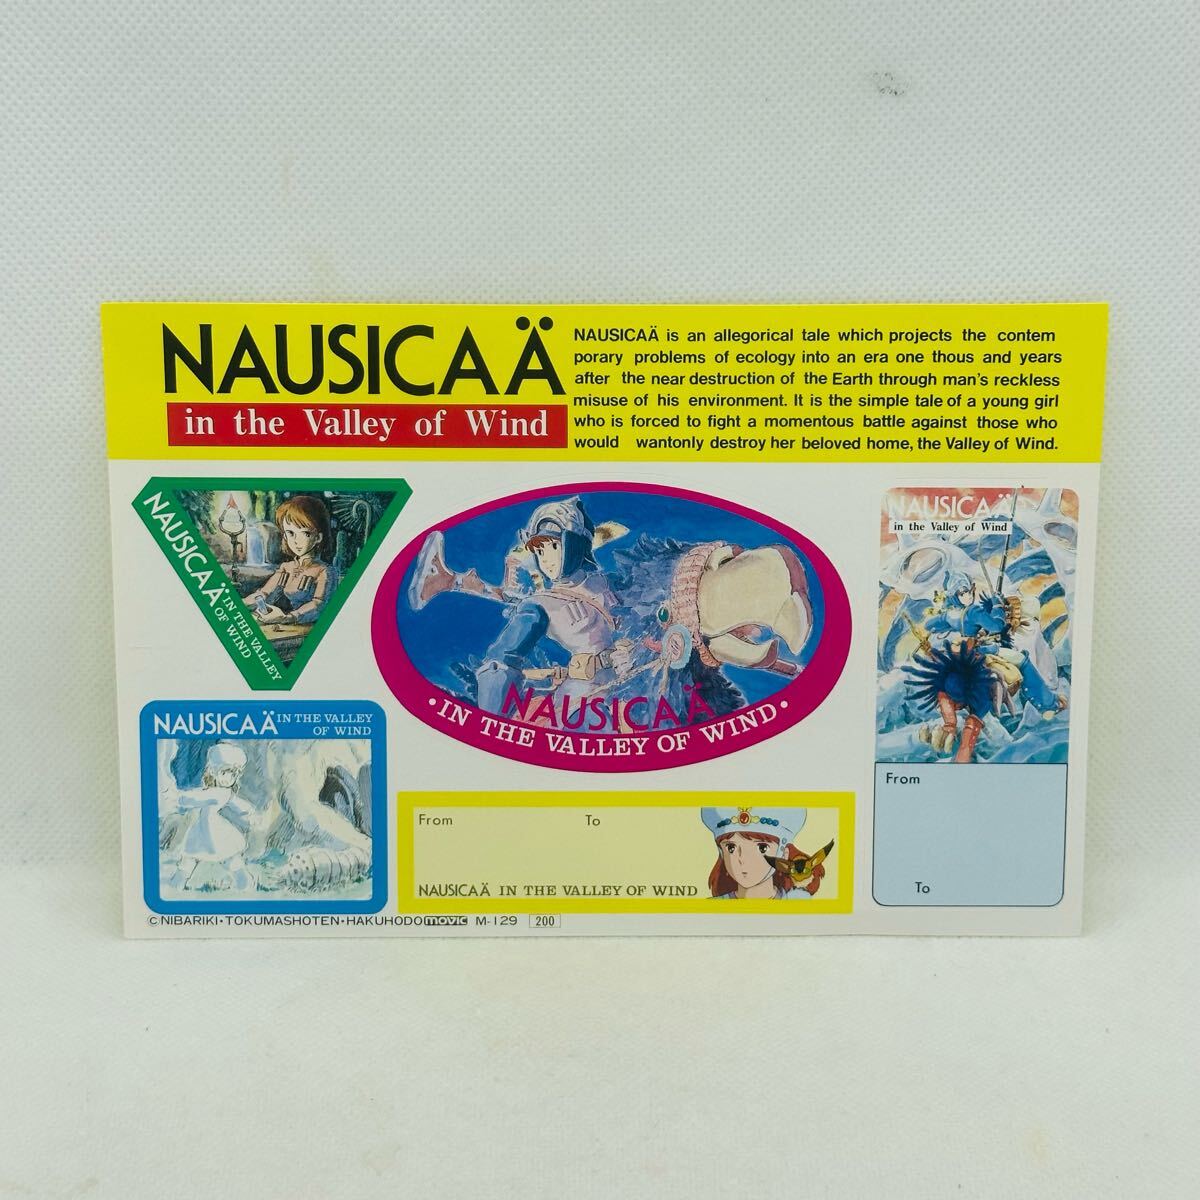 NAUSICAÄ
in the Valley of Wind
NAUSICAÄ is an allegorical tale which projects the contem
porary problems of ecology into an era one thous and years
after the near destruction of the Earth through man's reckless
misuse of his environment. It is the simple tale of a young girl
who is forced to fight a momentous battle against those who
would wantonly destroy her beloved home, the Valley of Wind.
NAUSICAÄ
IN THE VALLEY
OF WIND
NAUSICAÄ
•IN THE VALLEY OF WIND•
NAUSICAÄ
in the Valley of Wind
From
To
NAUSICAÄ IN THE VALLEY
OF WIND
From To
NAUSICAÄ IN THE VALLEY OF WIND
©NIBARIKI•TOKUMASHOTEN•HAKUHODO movic M-129 200